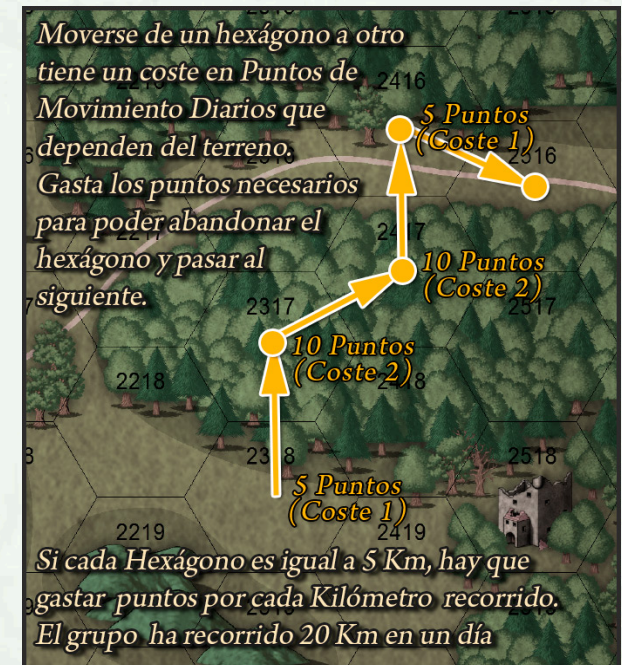 Moverse de un hexágono a otro
tiene un coste en Puntos de
2416
Movimiento Diarios que
5 Puntos
(Coste 1)
dependen del terreno.
2516
Gasta los puntos necesarios
para poder abandonar el
2417
hexágono y pasar al
10 Puntos
(Coste 2)
siguiente.
2317
2517
10 Puntos
(Coste 2)
2218
2418
2318
2518
5 Puntos
(Coste 1)
2219
2419
Si cada Hexágono es igual a 5 Km, hay que
gastar puntos por cada Kilómetro recorrido.
El grupo ha recorrido 20 Km en un día